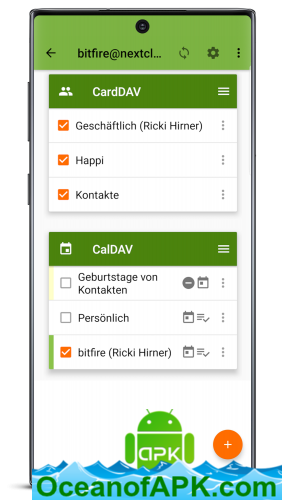 bitfire@nextcl...
CardDAV
Geschäftlich (Ricki Hirner)
Happi
Kontakte
CalDAV
Geburtstage von
Kontakten
Persönlich
bitfire (Ricki Hirner)
APK
OceanofAPK.com